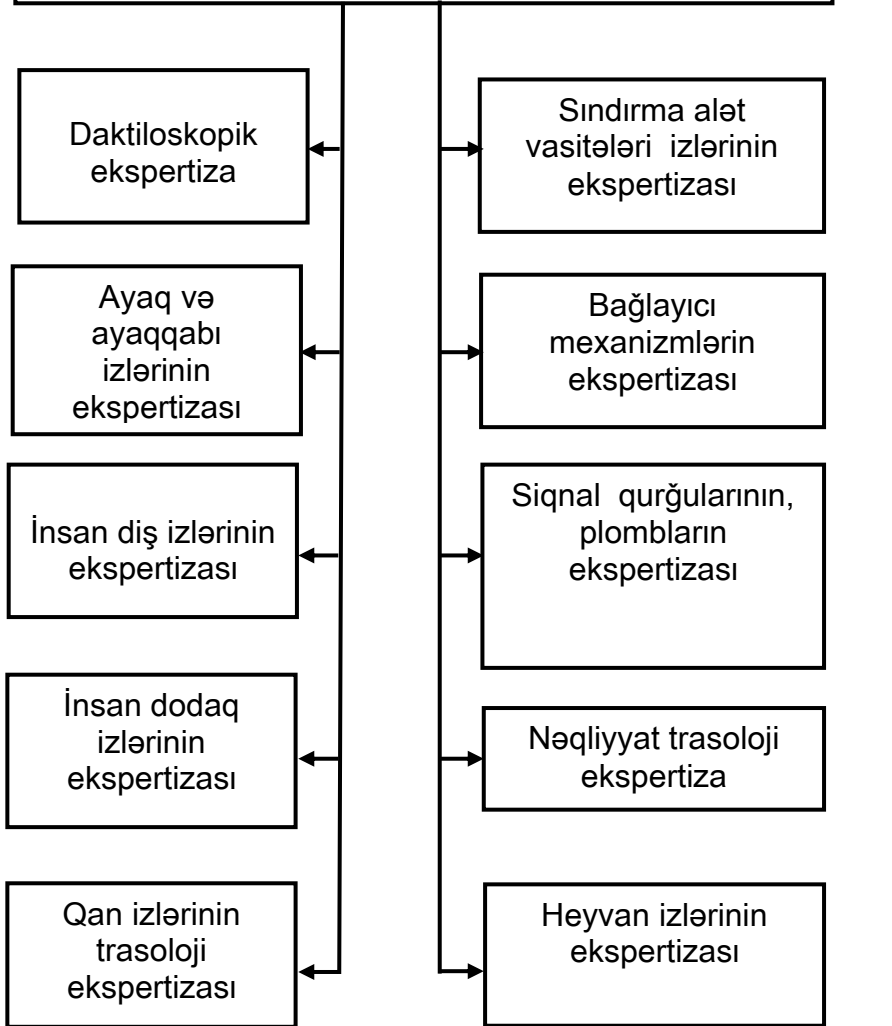 Daktiloskopik
ekspertiza
Ayaq və
ayaqqabı
izlərinin
ekspertizası
İnsan diş izlərinin
ekspertizası
İnsan dodaq
izlərinin
ekspertizası
Qan izlərinin
trasoloji
ekspertizası
Sındırma alət
vasitələri izlərinin
ekspertizası
Bağlayıcı
mexanizmlərin
ekspertizası
Siqnal qurğularının,
plombların
ekspertizası
Nəqliyyat trasoloji
ekspertiza
Heyvan izlərinin
ekspertizası